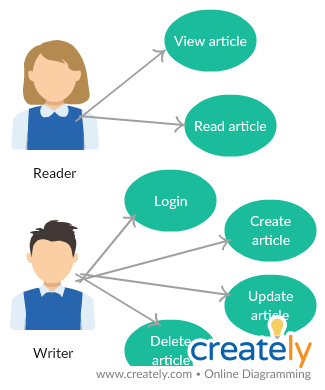 View article
Read article
Reader
Login
Create
article
Update
article
Delete
article
Writer
creately
www.creately.com • Online Diagramming